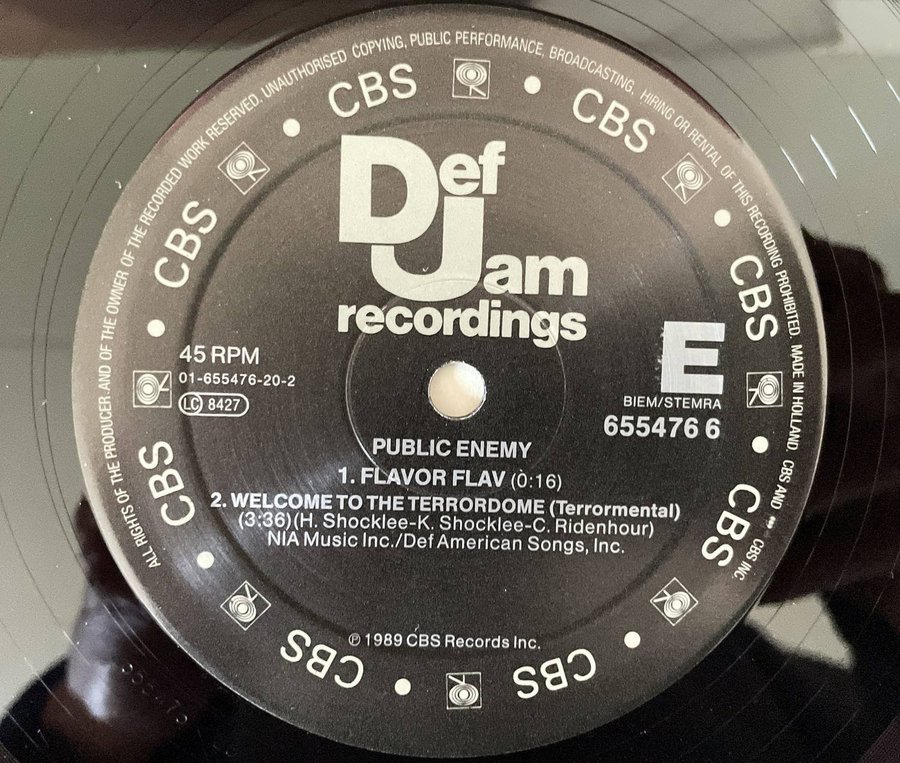 ALL RIGHTS OF THE PRODUCER AND OF THE OWNER OF THE RECORDED WORK RESERVED. UNAUTHORISED COPYING, PUBLIC PERFORMANCE, BROADCASTING, HIRING OR RENTAL OF THIS RECORDING PROHIBITED. MADE IN HOLLAND. CBS AND CBS INC
CBS
CBS
CBS
CBS
CBS
CBS
CBS
CBS
Def
Jam
recordings
45 RPM
01-655476-20-2
LC 8427
E
BIEM/STEMRA
655476 6
PUBLIC ENEMY
1. FLAVOR FLAV (0:16)
2. WELCOME TO THE TERRORDOME (Terrormental)
(3:36)(H. Shocklee-K. Shocklee-C. Ridenhour)
NIA Music Inc./Def American Songs, Inc.
℗ 1989 CBS Records Inc.